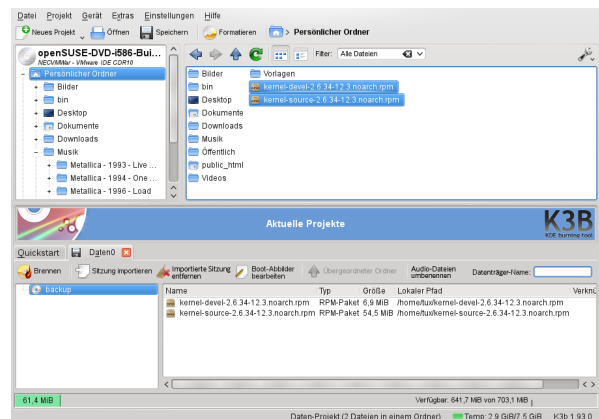 Datei Projekt Gerät Extras Einstellungen Hilfe
Neues Projekt Öffnen Speichern Formatieren > Persönlicher Ordner
openSUSE-DVD-i586-Bui...
NECVMWar - VMware IDE CDR10
Filter: Alle Dateien
Persönlicher Ordner
Bilder
bin
Desktop
Dokumente
Downloads
Musik
Metallica - 1993 - Live ...
Metallica - 1994 - One ...
Metallica - 1996 - Load
Bilder
bin
Desktop
Dokumente
Downloads
Musik
Öffentlich
public_html
Videos
Vorlagen
kernel-devel-2.6.34-12.3.noarch.rpm
kernel-source-2.6.34-12.3.noarch.rpm
Aktuelle Projekte
K3B
KDE burning tool
Quickstart Daten0
Brennen Sitzung importieren Importierte Sitzung entfernen Boot-Abbilder bearbeiten Übergeordneter Ordner Audio-Dateien umbenennen Datenträger-Name:
backup
Name Typ Größe Lokaler Pfad Verknü
kernel-devel-2.6.34-12.3.noarch.rpm RPM-Paket 6,9 MiB /home/tux/kernel-devel-2.6.34-12.3.noarch.rpm
kernel-source-2.6.34-12.3.noarch.rpm RPM-Paket 54,5 MiB /home/tux/kernel-source-2.6.34-12.3.noarch.rpm
61,4 MiB Verfügbar: 641,7 MiB von 703,1 MiB
Daten-Projekt (2 Dateien in einem Ordner) Temp: 2,9 GiB/7,5 GiB K3b 1.93.0